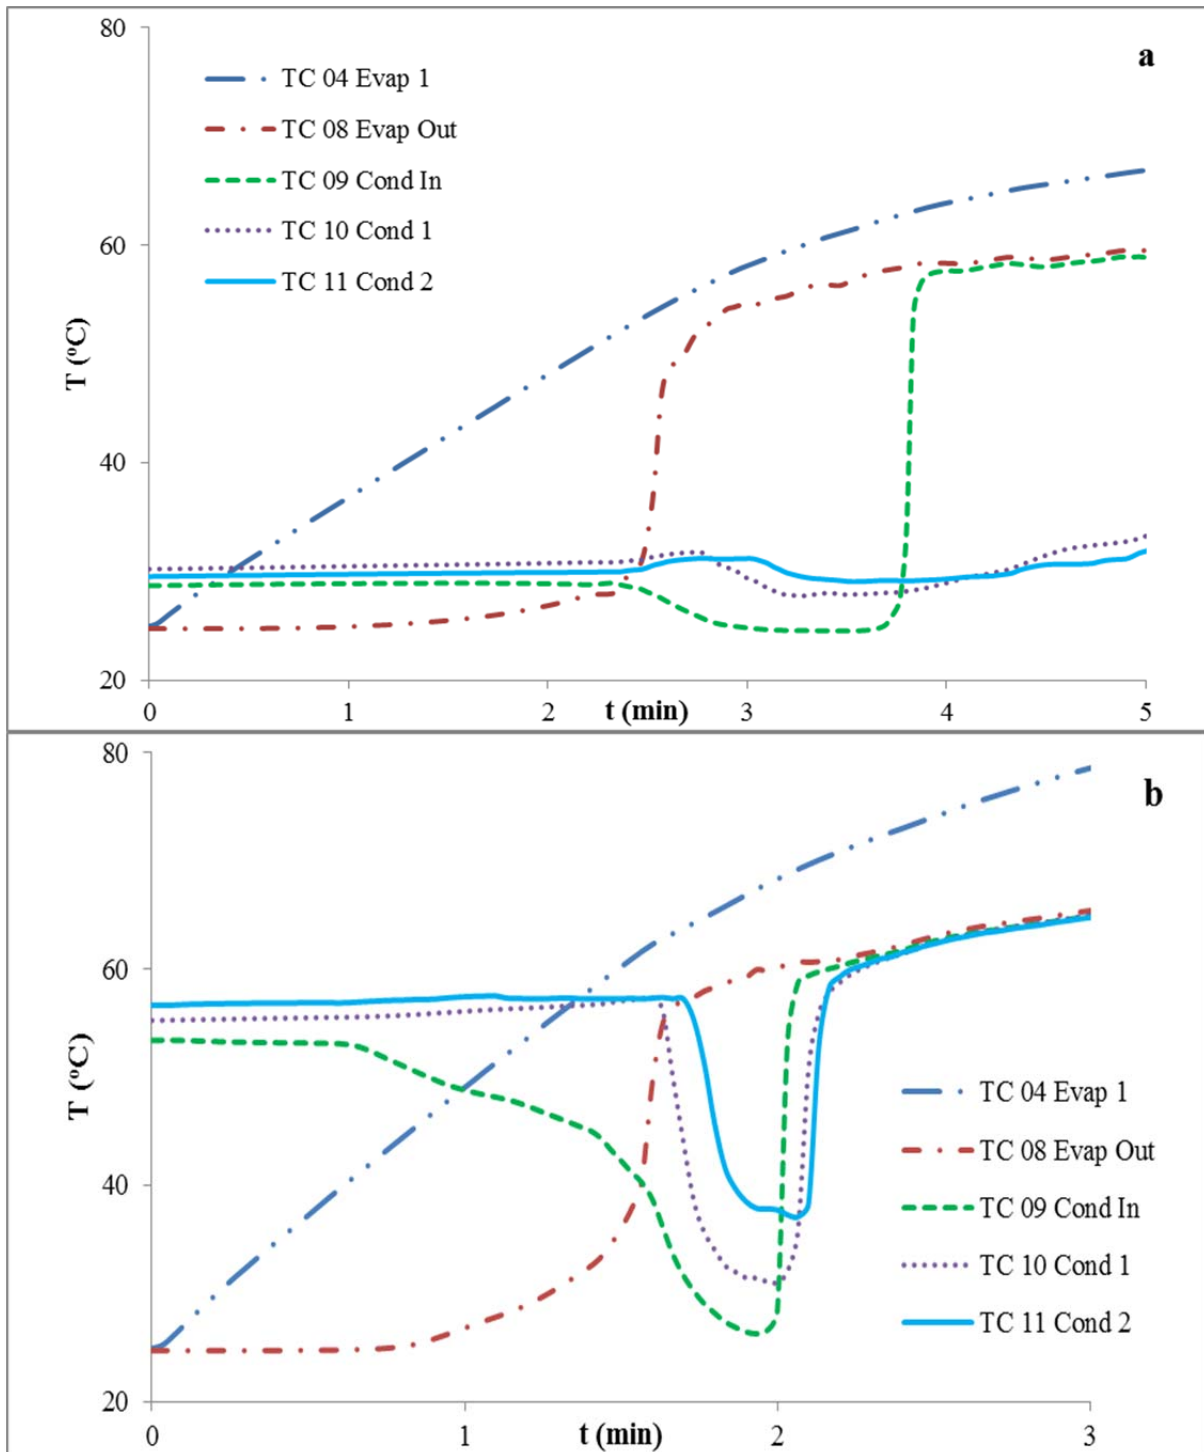 80
a
TC 04 Evap 1
TC 08 Evap Out
TC 09 Cond In
TC 10 Cond 1
TC 11 Cond 2
60
T (ºC)
40
20
0 1 2 t (min) 3 4 5
80
b
60
T (ºC)
TC 04 Evap 1
TC 08 Evap Out
40
TC 09 Cond In
TC 10 Cond 1
TC 11 Cond 2
20
0 1 t (min) 2 3